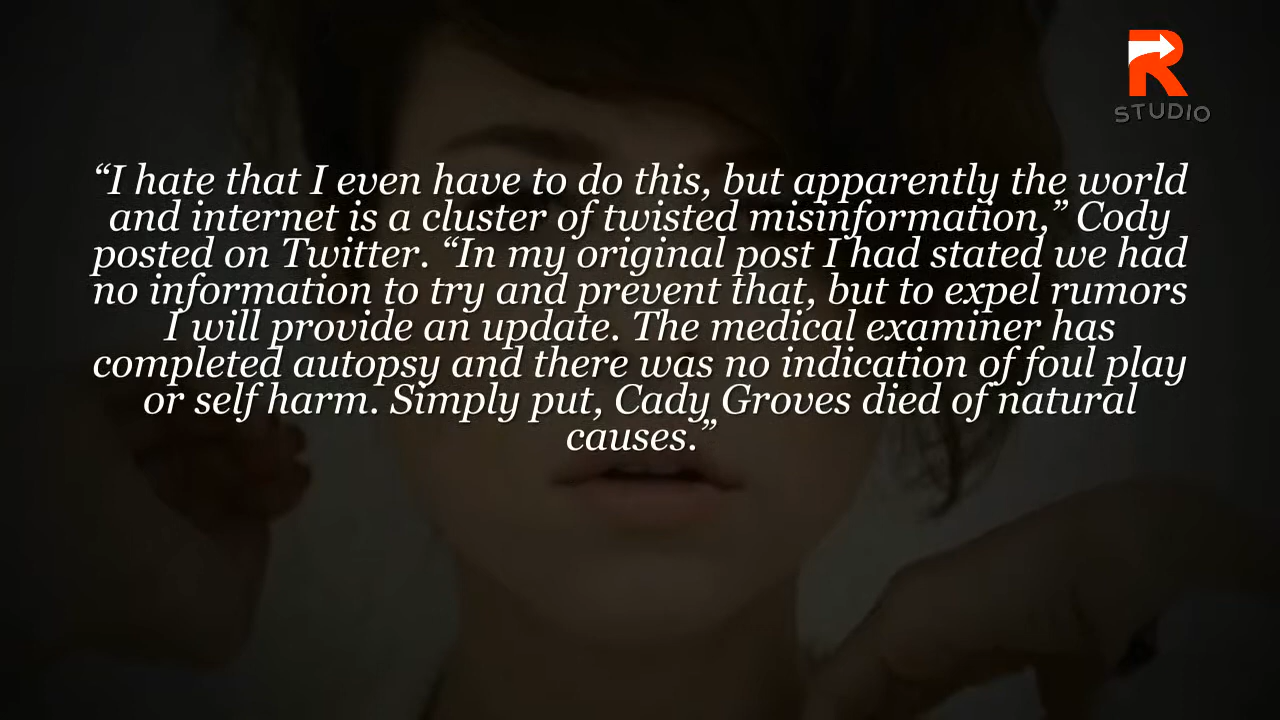 R
STUDIO
“I hate that I even have to do this, but apparently the world
and internet is a cluster of twisted misinformation,” Cody
posted on Twitter. “In my original post I had stated we had
no information to try and prevent that, but to expel rumors
I will provide an update. The medical examiner has
completed autopsy and there was no indication of foul play
or self harm. Simply put, Cady Groves died of natural
causes.”